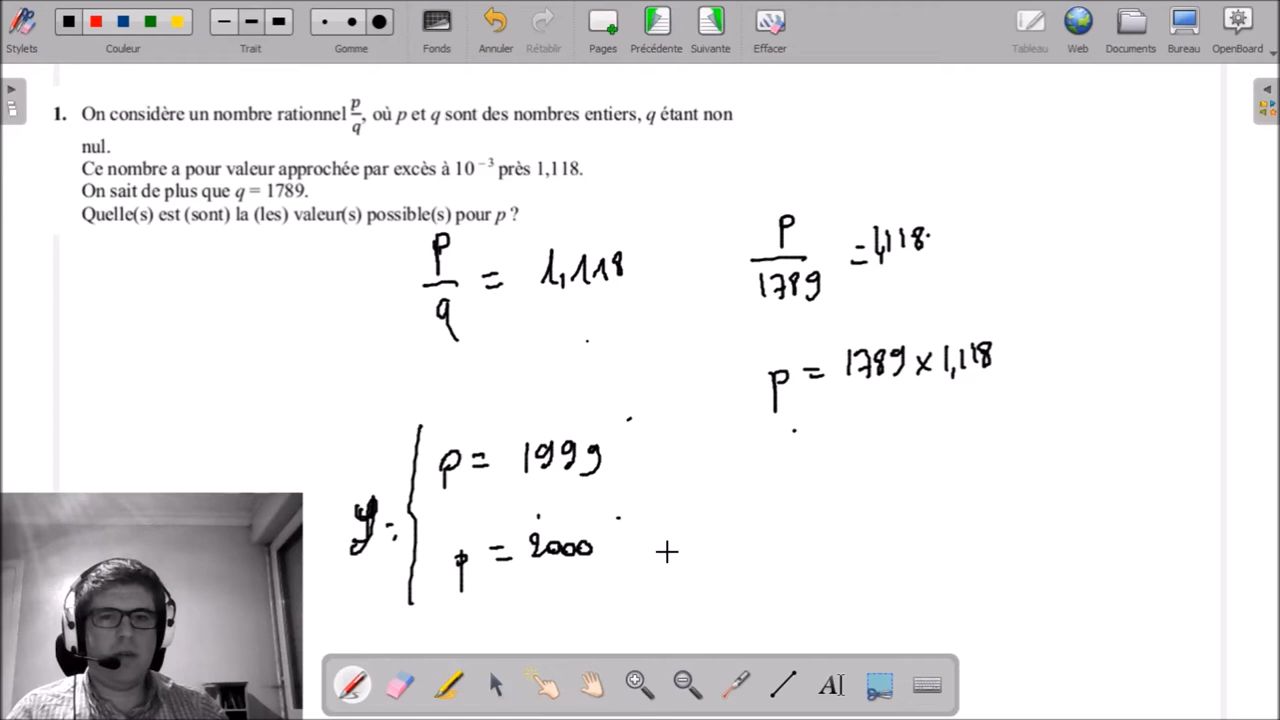 Stylets Couleur Trait Gomme Fonds Annuler Rétablir Pages Précédente Suivante Effacer Tableau Web Documents Bureau OpenBoard
1. On considère un nombre rationnel p/q, où p et q sont des nombres entiers, q étant non
nul.
Ce nombre a pour valeur approchée par excès à 10⁻³ près 1,118.
On sait de plus que q = 1789.
Quelle(s) est (sont) la (les) valeur(s) possible(s) pour p ?
p/q = 1,118
p/1789 = 1,118
p = 1789 × 1,118
p = 1999
p = 2000